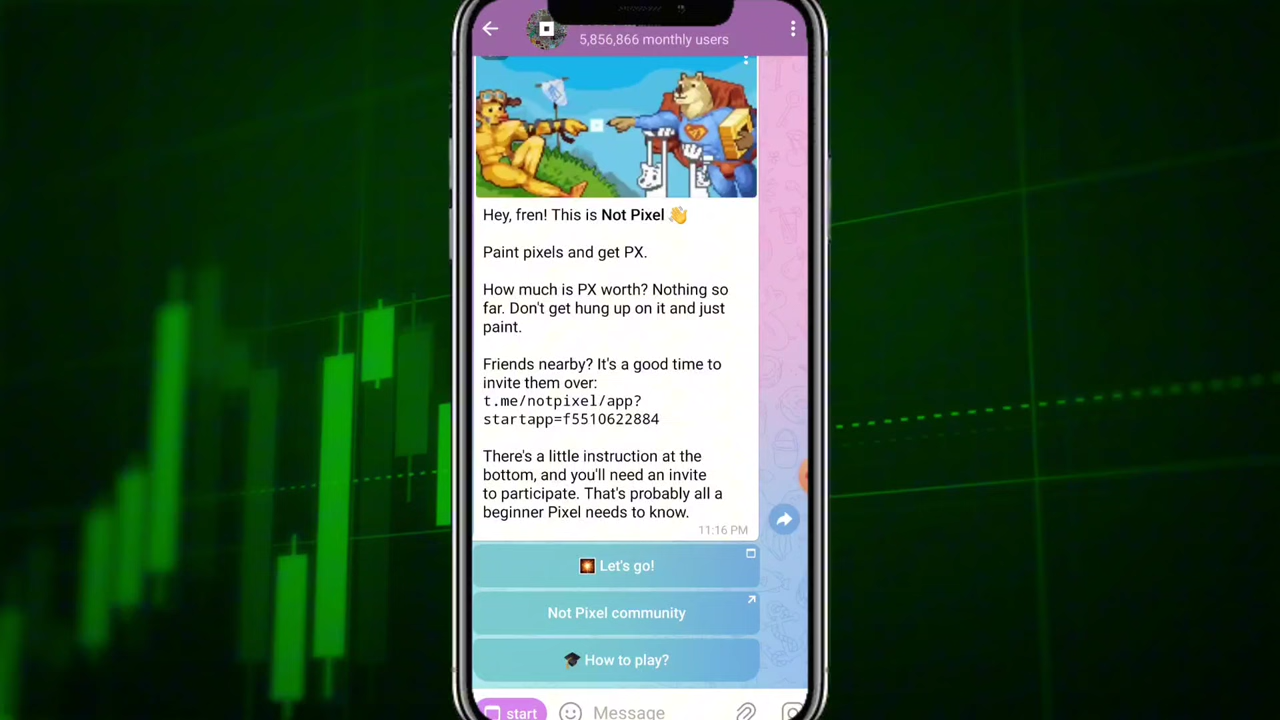 5,856,866 monthly users
Hey, fren! This is Not Pixel 👋
Paint pixels and get PX.
How much is PX worth? Nothing so
far. Don't get hung up on it and just
paint.
Friends nearby? It's a good time to
invite them over:
t.me/notpixel/app?
startapp=f5510622884
There's a little instruction at the
bottom, and you'll need an invite
to participate. That's probably all a
beginner Pixel needs to know.
11:16 PM
Let's go!
Not Pixel community
How to play?
start
Message